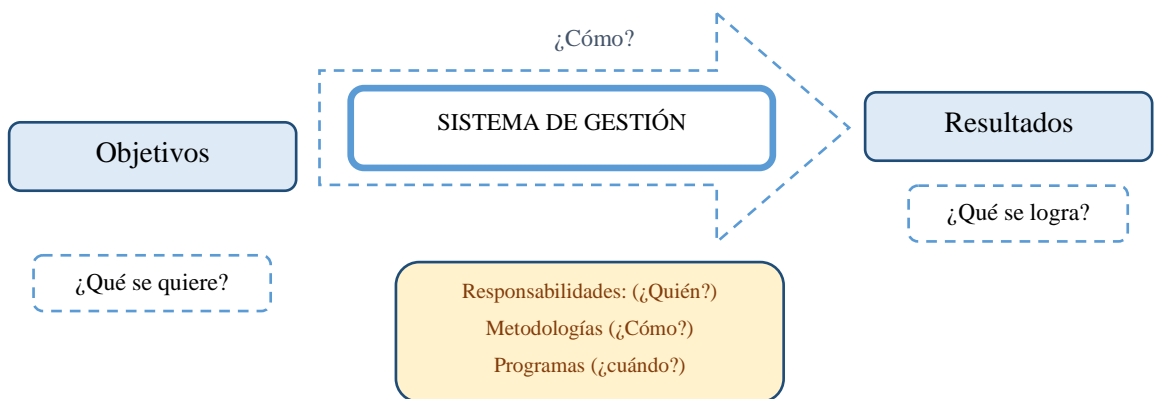 ¿Cómo?
SISTEMA DE GESTIÓN
Objetivos
Resultados
¿Qué se quiere?
¿Qué se logra?
Responsabilidades: (¿Quién?)
Metodologías (¿Cómo?)
Programas (¿cuándo?)